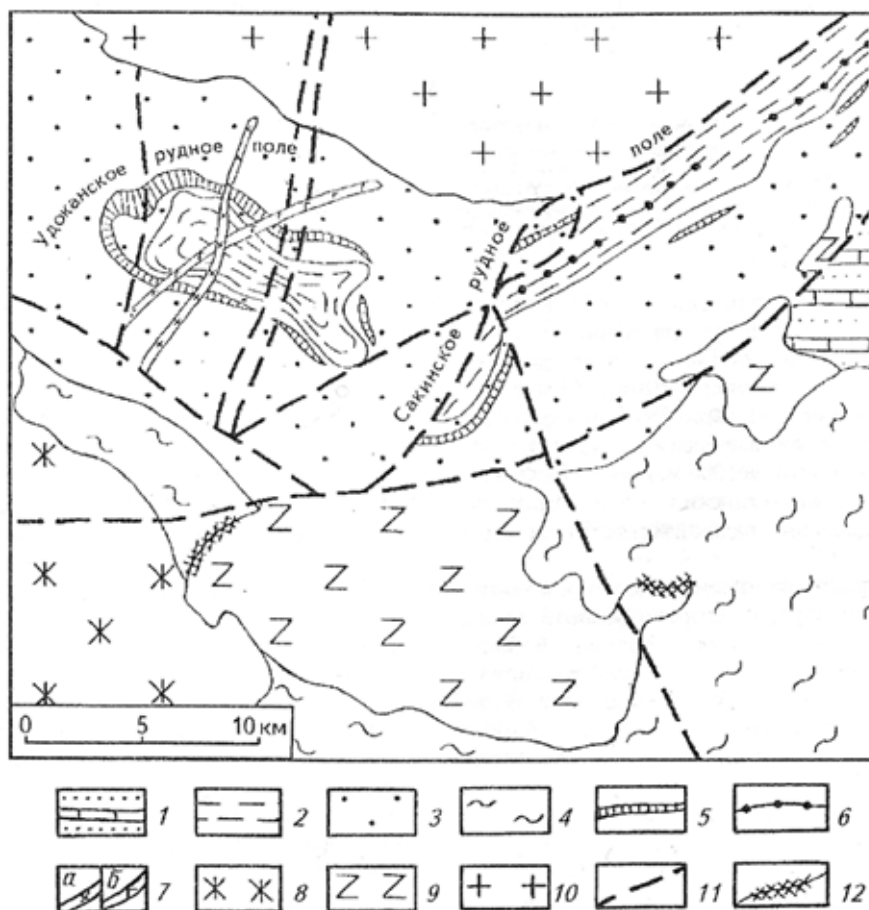 Удоканское рудное поле
Сакинское рудное поле
0 5 10 км
1 2 3 4 5 6
а б
7 8 9 10 11 12